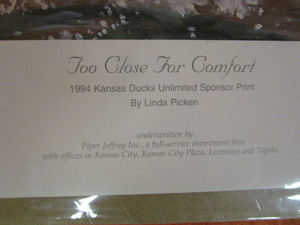 Too Close For Comfort
1994 Kansas Ducks Unlimited Sponsor Print
By Linda Picken
underwritten by
Piper Jaffray Inc., a full-service investment firm
with offices in Kansas City, Kansas City Plaza, Lawrence and Topeka.